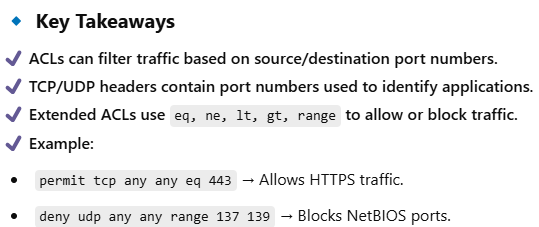 Key Takeaways
ACLs can filter traffic based on source/destination port numbers.
TCP/UDP headers contain port numbers used to identify applications.
Extended ACLs use eq, ne, lt, gt, range to allow or block traffic.
Example:
permit tcp any any eq 443 → Allows HTTPS traffic.
deny udp any any range 137 139 → Blocks NetBIOS ports.